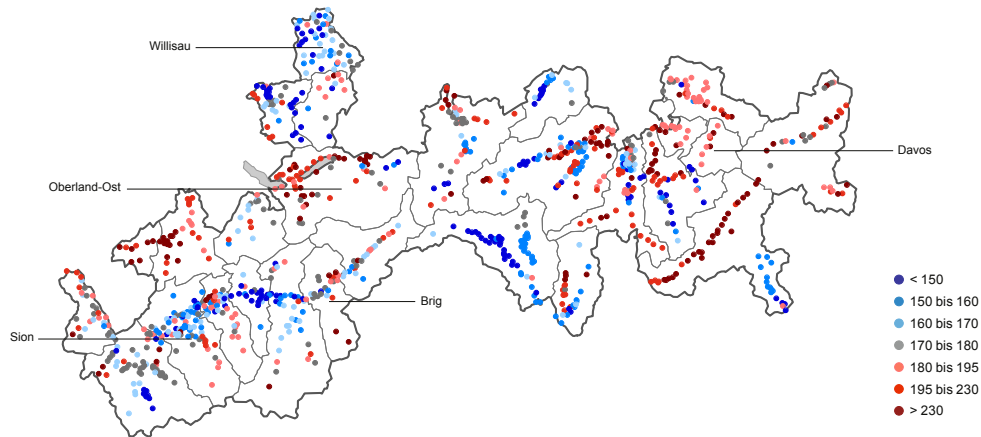 Willisau
Davos
Oberland-Ost
Brig
Sion
< 150
150 bis 160
160 bis 170
170 bis 180
180 bis 195
195 bis 230
> 230